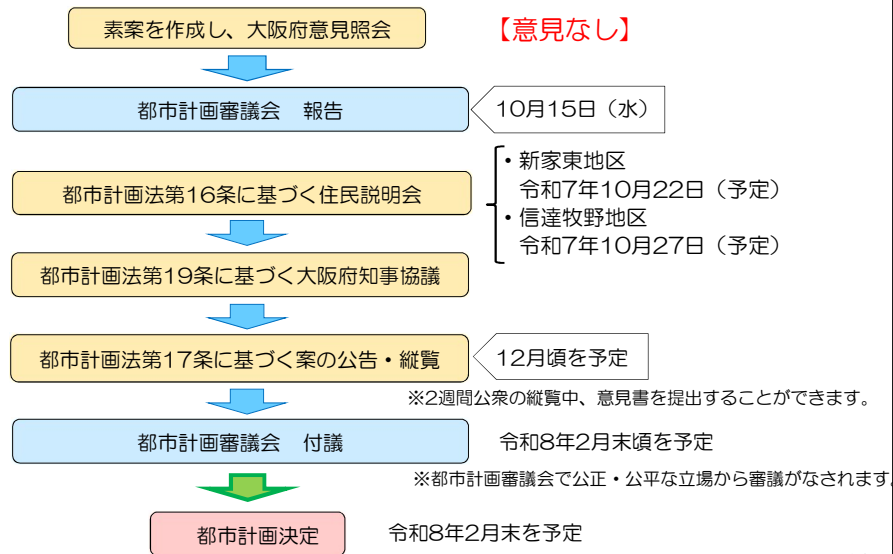 素案を作成し、大阪府意見照会
【意見なし】
都市計画審議会　報告
10月15日（水）
都市計画法第16条に基づく住民説明会
・新家東地区
令和7年10月22日（予定）
・信達牧野地区
令和7年10月27日（予定）
都市計画法第19条に基づく大阪府知事協議
都市計画法第17条に基づく案の公告・縦覧
12月頃を予定
※2週間公衆の縦覧中、意見書を提出することができます。
都市計画審議会　付議
令和8年2月末頃を予定
※都市計画審議会で公正・公平な立場から審議がなされます。
都市計画決定
令和8年2月末を予定